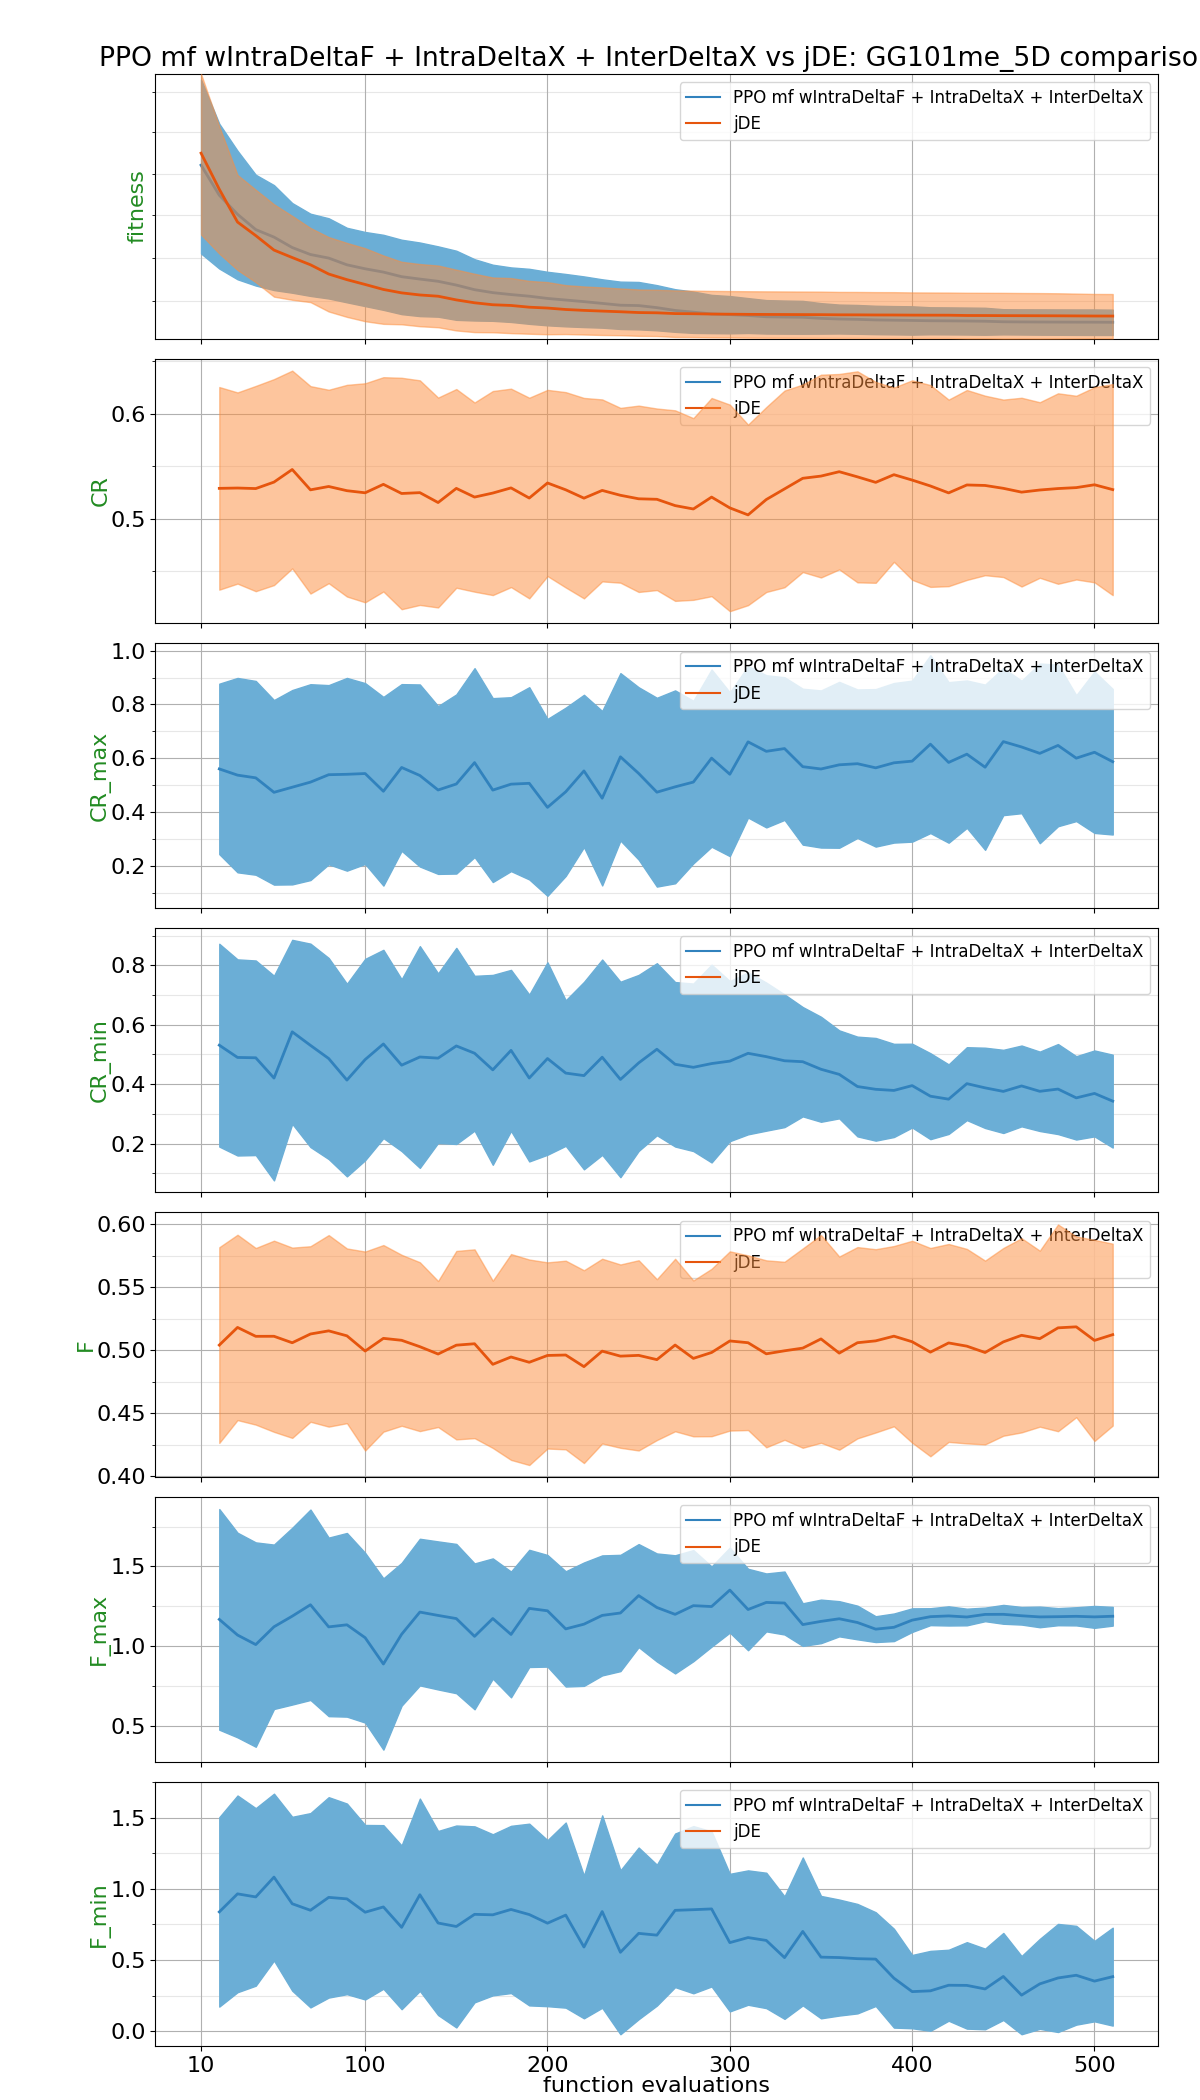 PPO mf wIntraDeltaF + IntraDeltaX + InterDeltaX vs jDE: GG101me_5D compariso
fitness
PPO mf wIntraDeltaF + IntraDeltaX + InterDeltaX
jDE
CR
0.6
0.5
PPO mf wIntraDeltaF + IntraDeltaX + InterDeltaX
jDE
CR_max
1.0
0.8
0.6
0.4
0.2
PPO mf wIntraDeltaF + IntraDeltaX + InterDeltaX
jDE
CR_min
0.8
0.6
0.4
0.2
PPO mf wIntraDeltaF + IntraDeltaX + InterDeltaX
jDE
F
0.60
0.55
0.50
0.45
0.40
PPO mf wIntraDeltaF + IntraDeltaX + InterDeltaX
jDE
F_max
1.5
1.0
0.5
PPO mf wIntraDeltaF + IntraDeltaX + InterDeltaX
jDE
F_min
1.5
1.0
0.5
0.0
PPO mf wIntraDeltaF + IntraDeltaX + InterDeltaX
jDE
10 100 200 300 400 500
function evaluations